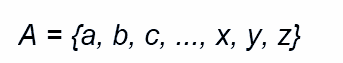 A = {a, b, c, ..., x, y, z}